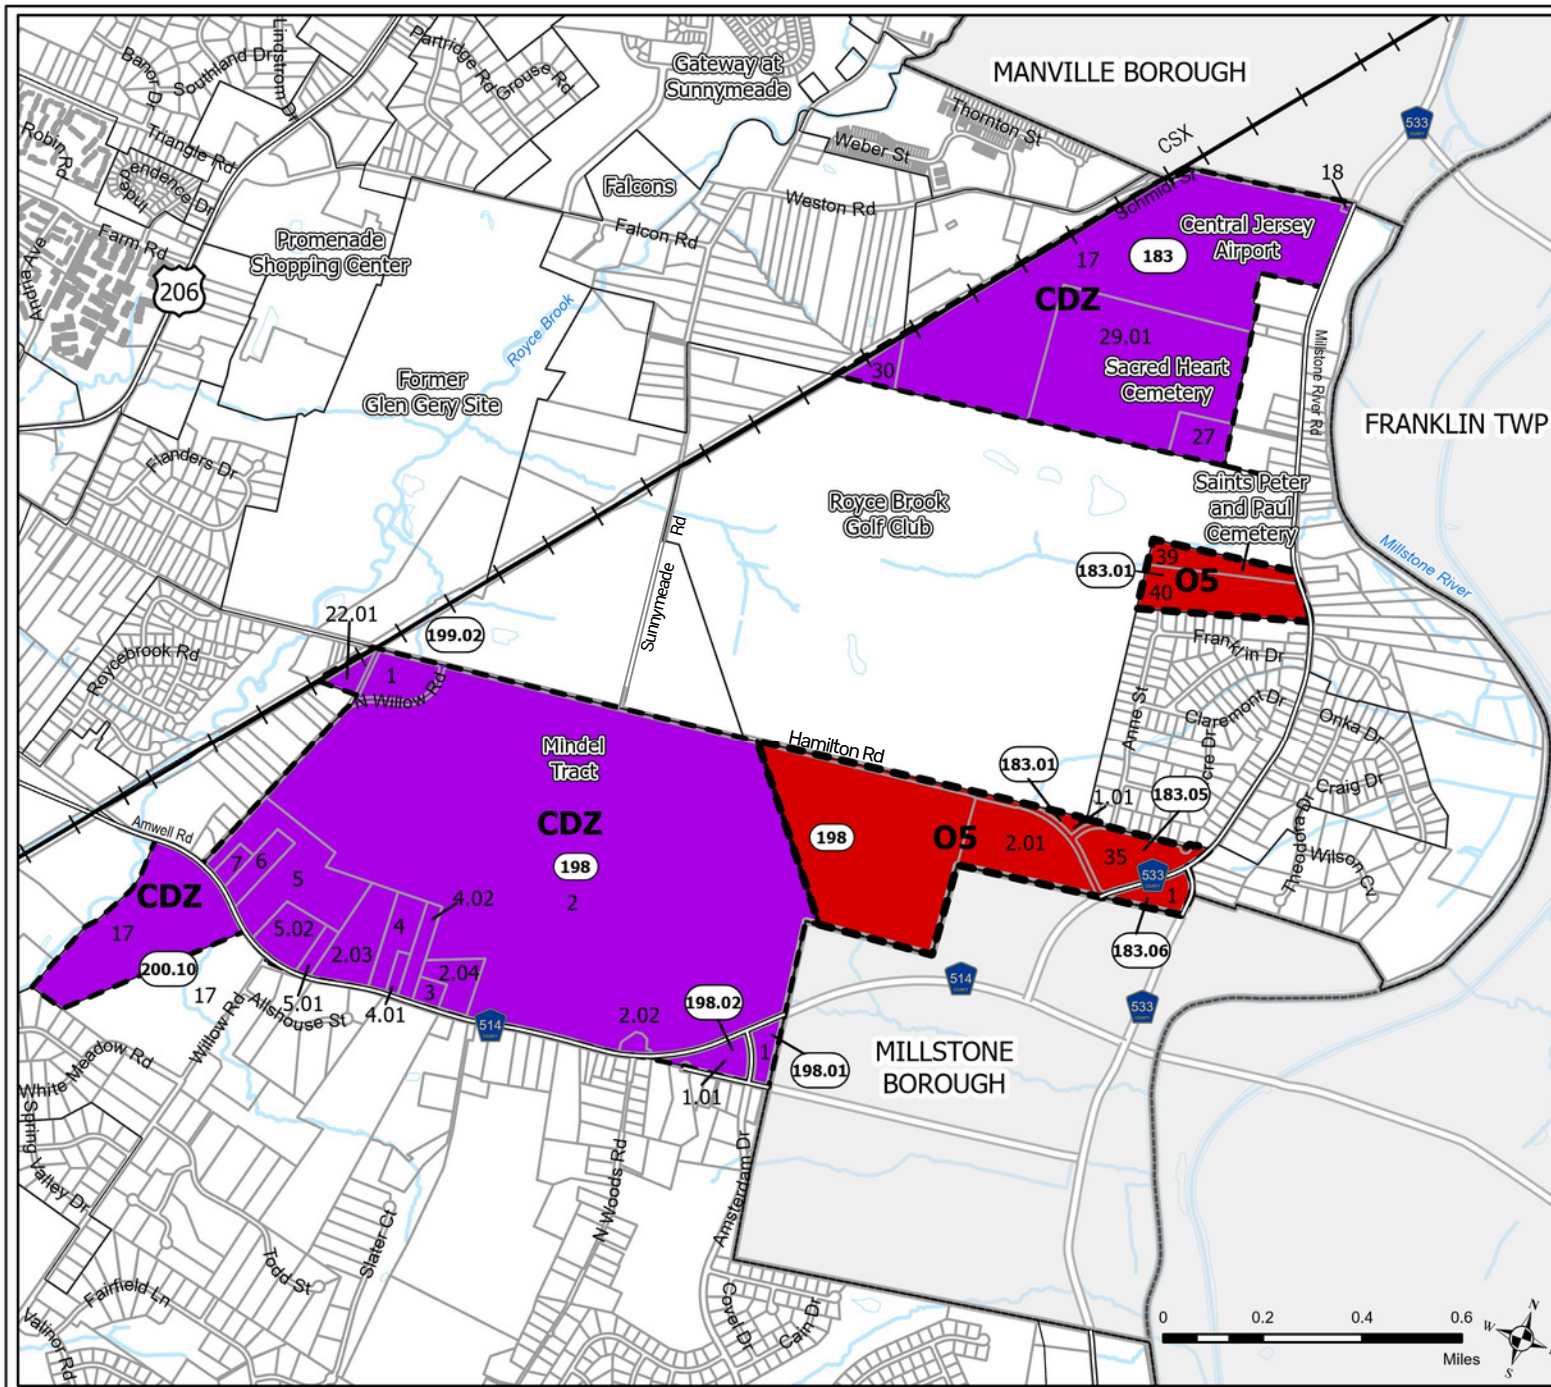 MANVILLE BOROUGH
FRANKLIN TWP
MILLSTONE
BOROUGH
Lindstrom Dr
Banor Dr
Southland Dr
Partridge Rd
Grouse Rd
Gateway at
Sunnymeade
Thornton St
CSX
533
COUNTY
Robin Rd
Triangle Rd
Independence Dr
Weber St
Falcons
Weston Rd
Schmidt St
18
Central Jersey
Airport
183
17
Farm Rd
Promenade
Shopping Center
Falcon Rd
206
Royce Brook
CDZ
29.01
Millstone River Rd
Sacred Heart
Cemetery
30
27
Former
Glen Gery Site
Flanders Dr
Royce Brook
Golf Club
Saints Peter
and Paul
Cemetery
Millstone River
Sunnymeade Rd
183.01
39
O5
40
22.01
199.02
Roycebrook Rd
1
N Willow Rd
Franklin Dr
Anne St
Claremont Dr
Onka Dr
Craig Dr
Theodora Dr
Wilson Cv
Mindel
Tract
Hamilton Rd
183.01
1.01
183.05
CDZ
198
2
198
O5
2.01
35
533
COUNTY
1
183.06
Amwell Rd
7
6
5
CDZ
17
5.02
2.03
4
4.02
2.04
3
200.10
17
5.01
4.01
Allshouse St
Willow Rd
514
COUNTY
2.02
198.02
1
198.01
1.01
514
COUNTY
533
COUNTY
White Meadow Rd
Spring Valley Dr
Todd St
Slater Ct
N Woods Rd
Amsterdam Dr
Fairfield Ln
Valinor Rd
Covel Dr
Cain Dr
0
0.2
0.4
0.6
Miles
N
W
S